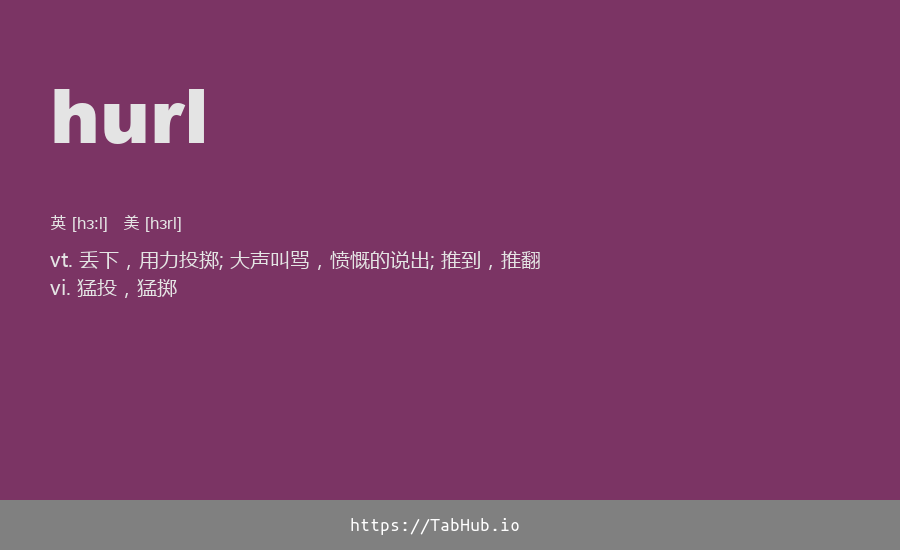 hurl
英 [hɜ:l] 美 [hɜrl]
vt. 丢下，用力投掷; 大声叫骂，愤慨的说出; 推到，推翻
vi. 猛投，猛掷
https://TabHub.io